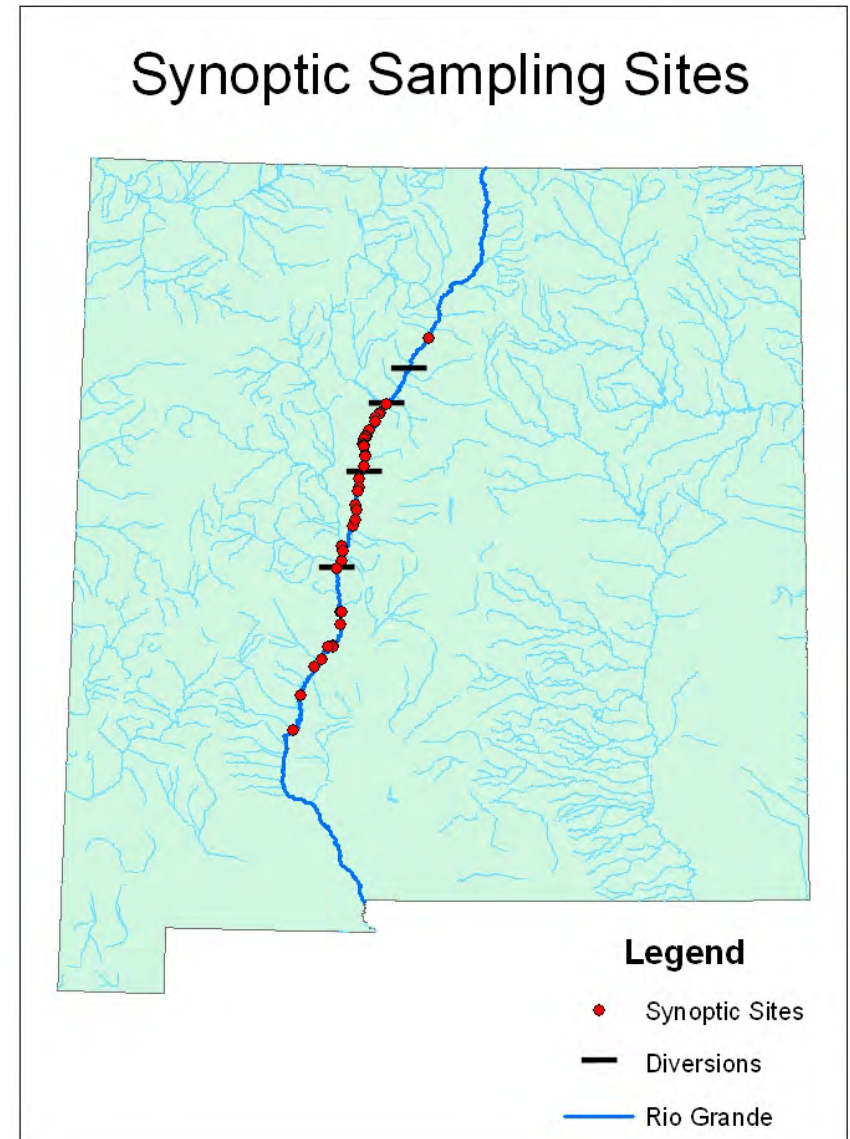 Synoptic Sampling Sites
Legend
Synoptic Sites
Diversions
Rio Grande